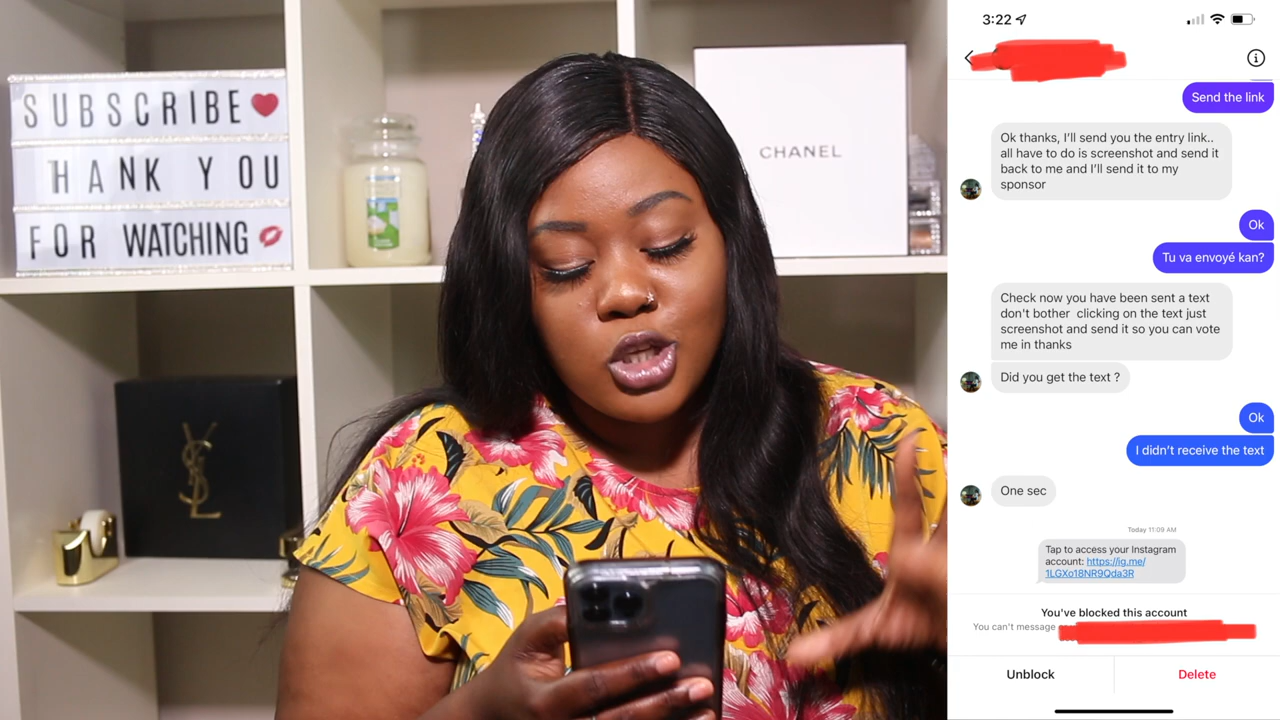 SUBSCRIBE❤️
THANK YOU
FOR WATCHING💋
CHANEL
YSL
3:22
Send the link
Ok thanks, I'll send you the entry link..
all have to do is screenshot and send it
back to me and I'll send it to my
sponsor
Ok
Tu va envoyé kan?
Check now you have been sent a text
don't bother clicking on the text just
screenshot and send it so you can vote
me in thanks
Did you get the text ?
Ok
I didn't receive the text
One sec
Today 11:09 AM
Tap to access your Instagram
account: https://ig.me/
1LGXo18NR9Qda3R
You've blocked this account
You can't message
Unblock
Delete